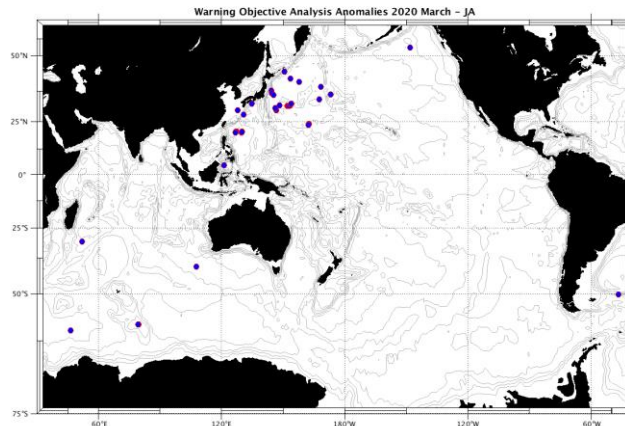 Warning Objective Analysis Anomalies 2020 March – JA
50°N
25°N
0°
25°S
50°S
75°S
60°E 120°E 180°W 120°W 60°W